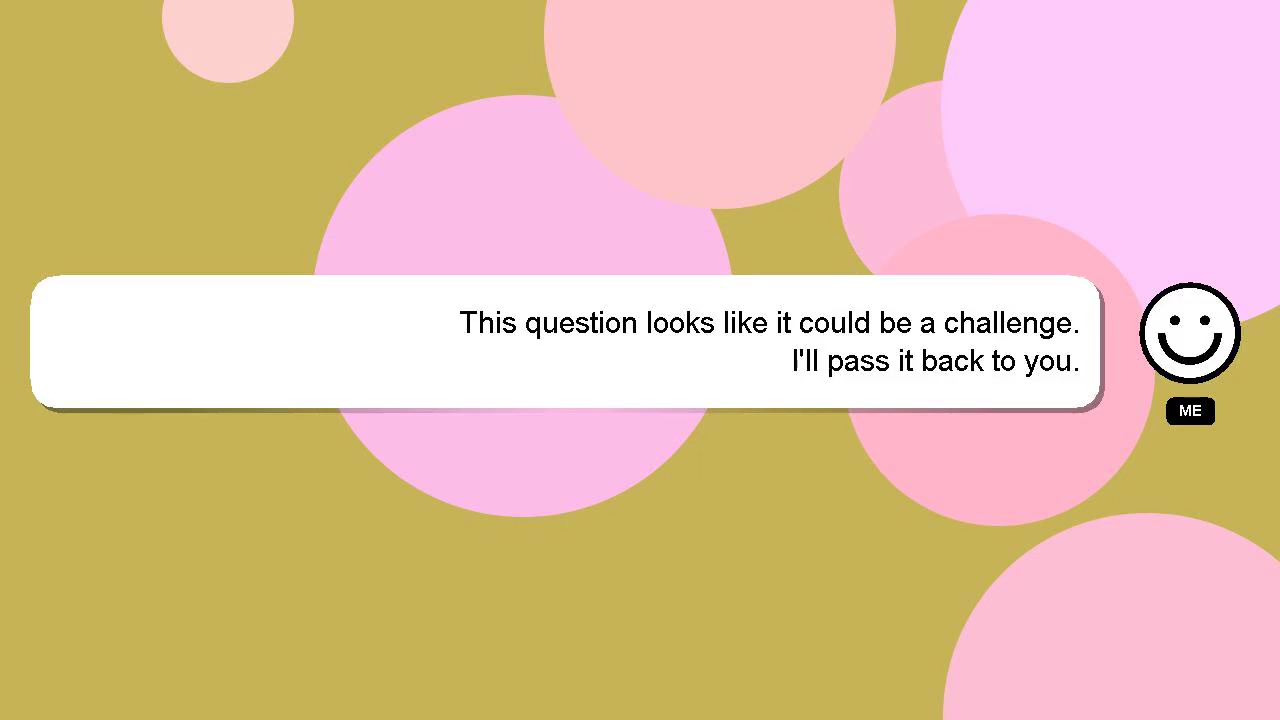 This question looks like it could be a challenge.
I'll pass it back to you.
ME